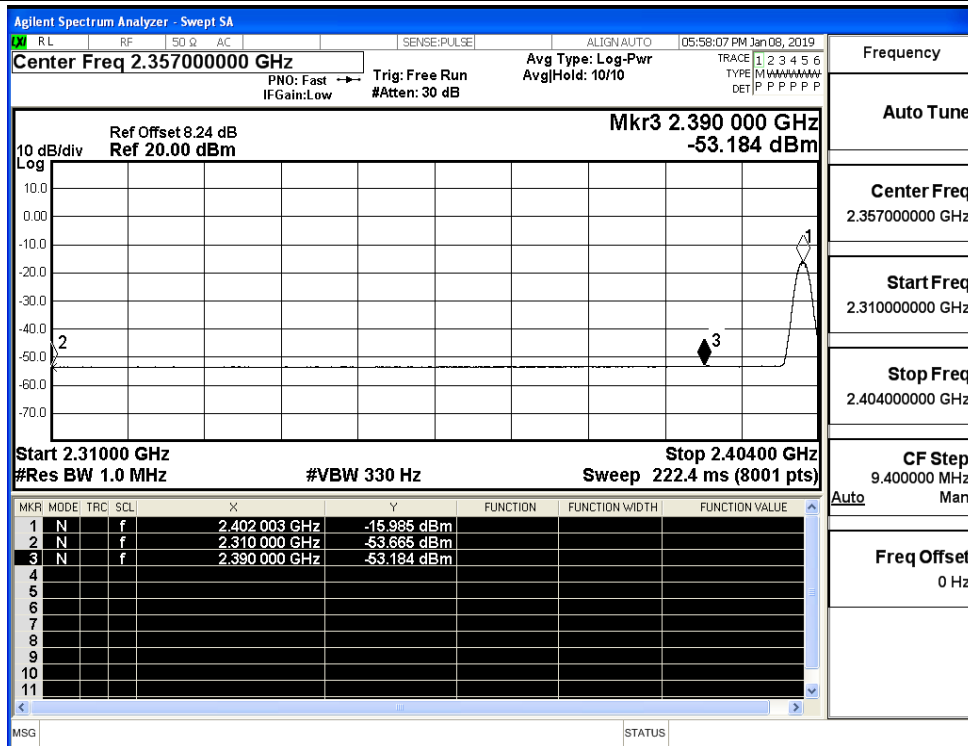 Agilent Spectrum Analyzer - Swept SA
LXI RL RF 50 Ω AC SENSE:PULSE ALIGN AUTO 05:58:07 PM Jan 08, 2019
Center Freq 2.357000000 GHz
PNO: Fast
IFGain:Low
Trig: Free Run
#Atten: 30 dB
Avg Type: Log-Pwr
Avg|Hold: 10/10
TRACE 1 2 3 4 5 6
TYPE M WWWWW
DET P P P P P P
Ref Offset 8.24 dB
10 dB/div Ref 20.00 dBm
Log
Mkr3 2.390 000 GHz
-53.184 dBm
10.0
0.00
-10.0
-20.0
-30.0
-40.0
-50.0
-60.0
-70.0
1
2
3
Start 2.31000 GHz Stop 2.40400 GHz
#Res BW 1.0 MHz #VBW 330 Hz Sweep 222.4 ms (8001 pts)
MKR MODE TRC SCL X Y FUNCTION FUNCTION WIDTH FUNCTION VALUE
1 N f 2.402 003 GHz -15.985 dBm
2 N f 2.310 000 GHz -53.665 dBm
3 N f 2.390 000 GHz -53.184 dBm
4
5
6
7
8
9
10
11
MSG STATUS
Frequency
Auto Tune
Center Freq
2.357000000 GHz
Start Freq
2.310000000 GHz
Stop Freq
2.404000000 GHz
CF Step
9.400000 MHz
Auto Man
Freq Offset
0 Hz